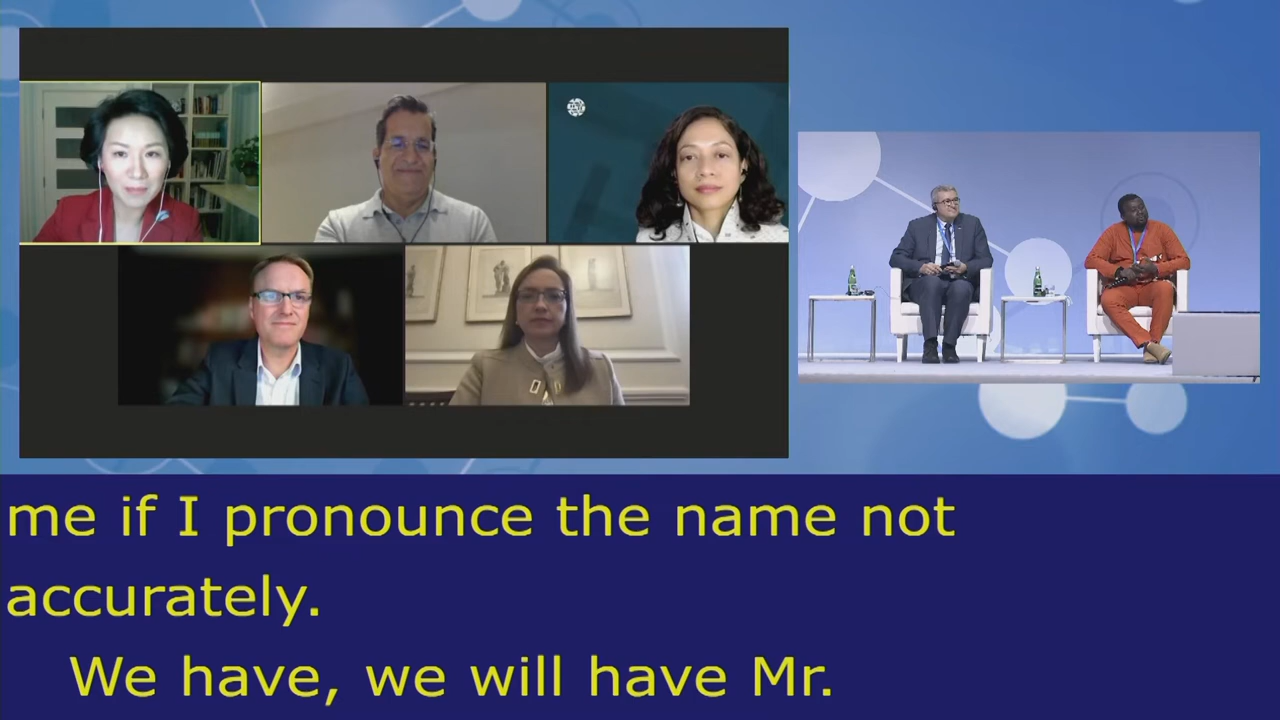 me if I pronounce the name not
accurately.
We have, we will have Mr.